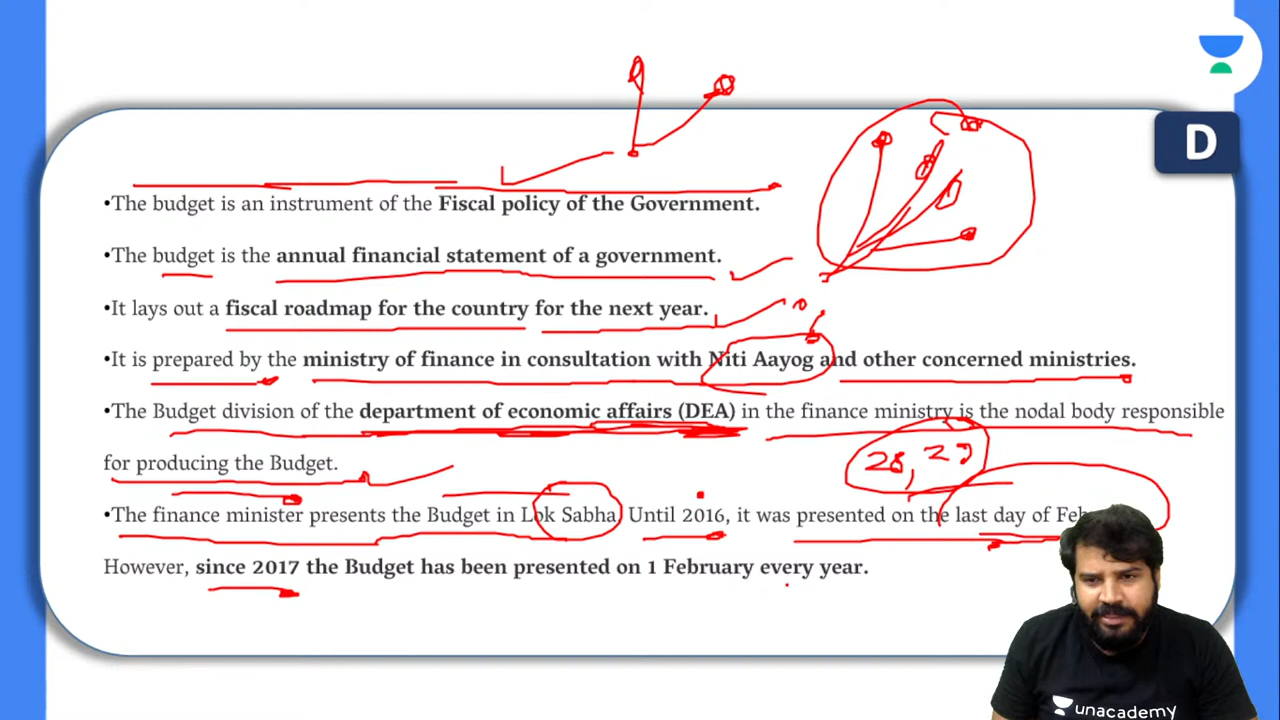 D
•The budget is an instrument of the Fiscal policy of the Government.
•The budget is the annual financial statement of a government.
•It lays out a fiscal roadmap for the country for the next year.
•It is prepared by the ministry of finance in consultation with Niti Aayog and other concerned ministries.
•The Budget division of the department of economic affairs (DEA) in the finance ministry is the nodal body responsible
for producing the Budget.
28, 29
•The finance minister presents the Budget in Lok Sabha. Until 2016, it was presented on the last day of Feb
However, since 2017 the Budget has been presented on 1 February every year.
unacademy